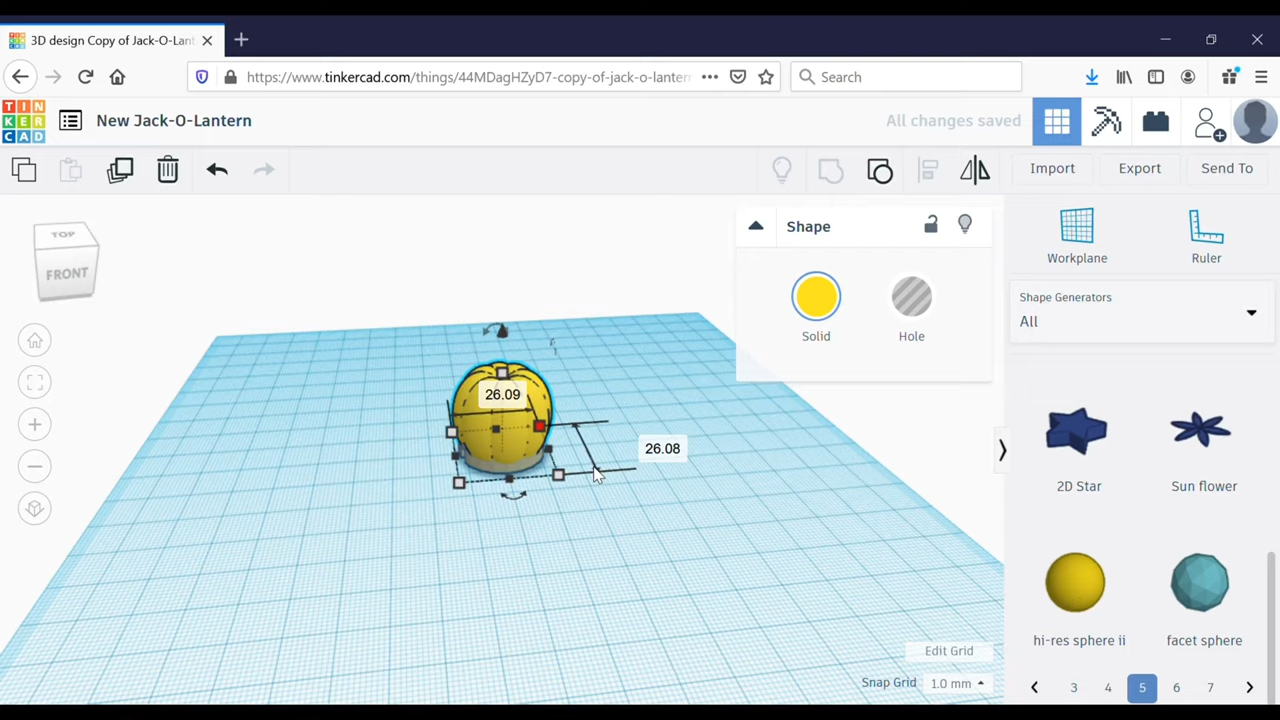 3D design Copy of Jack-O-Lant
https://www.tinkercad.com/things/44MDagHZyD7-copy-of-jack-o-lantern
Search
TIN
KER
CAD
New Jack-O-Lantern
All changes saved
Import
Export
Send To
TOP
FRONT
Shape
Solid
Hole
Workplane
Ruler
Shape Generators
All
26.09
26.08
2D Star
Sun flower
hi-res sphere ii
facet sphere
Edit Grid
Snap Grid
1.0 mm
3
4
5
6
7